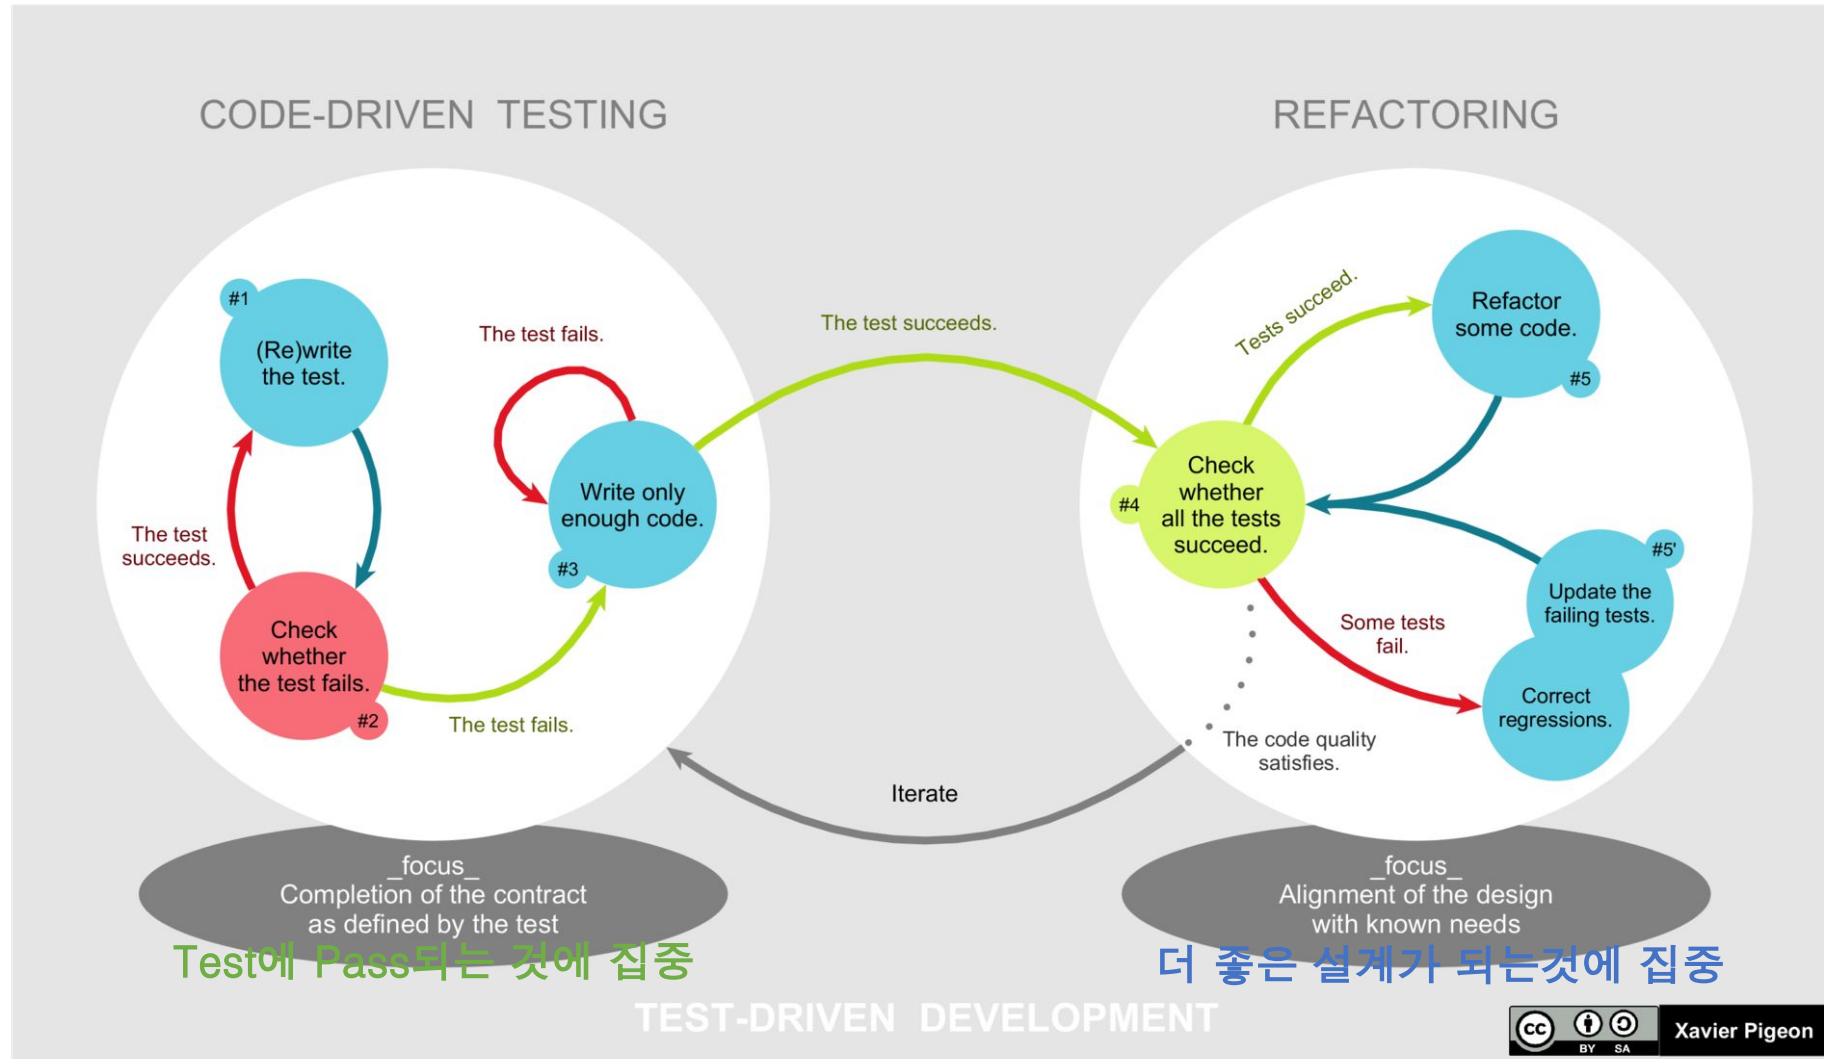 CODE-DRIVEN TESTING
REFACTORING
#1
(Re)write
the test.
The test fails.
The test succeeds.
Tests succeed.
Refactor
some code.
#5
The test
succeeds.
Write only
enough code.
#3
Check
whether
all the tests
succeed.
#4
#5'
Update the
failing tests.
Check
whether
the test fails.
#2
The test fails.
Some tests
fail.
Correct
regressions.
The code quality
satisfies.
Iterate
_focus_
Completion of the contract
as defined by the test
Test에 Pass되는 것에 집중
_focus_
Alignment of the design
with known needs
더 좋은 설계가 되는것에 집중
TEST-DRIVEN DEVELOPMENT
cc
BY SA
Xavier Pigeon